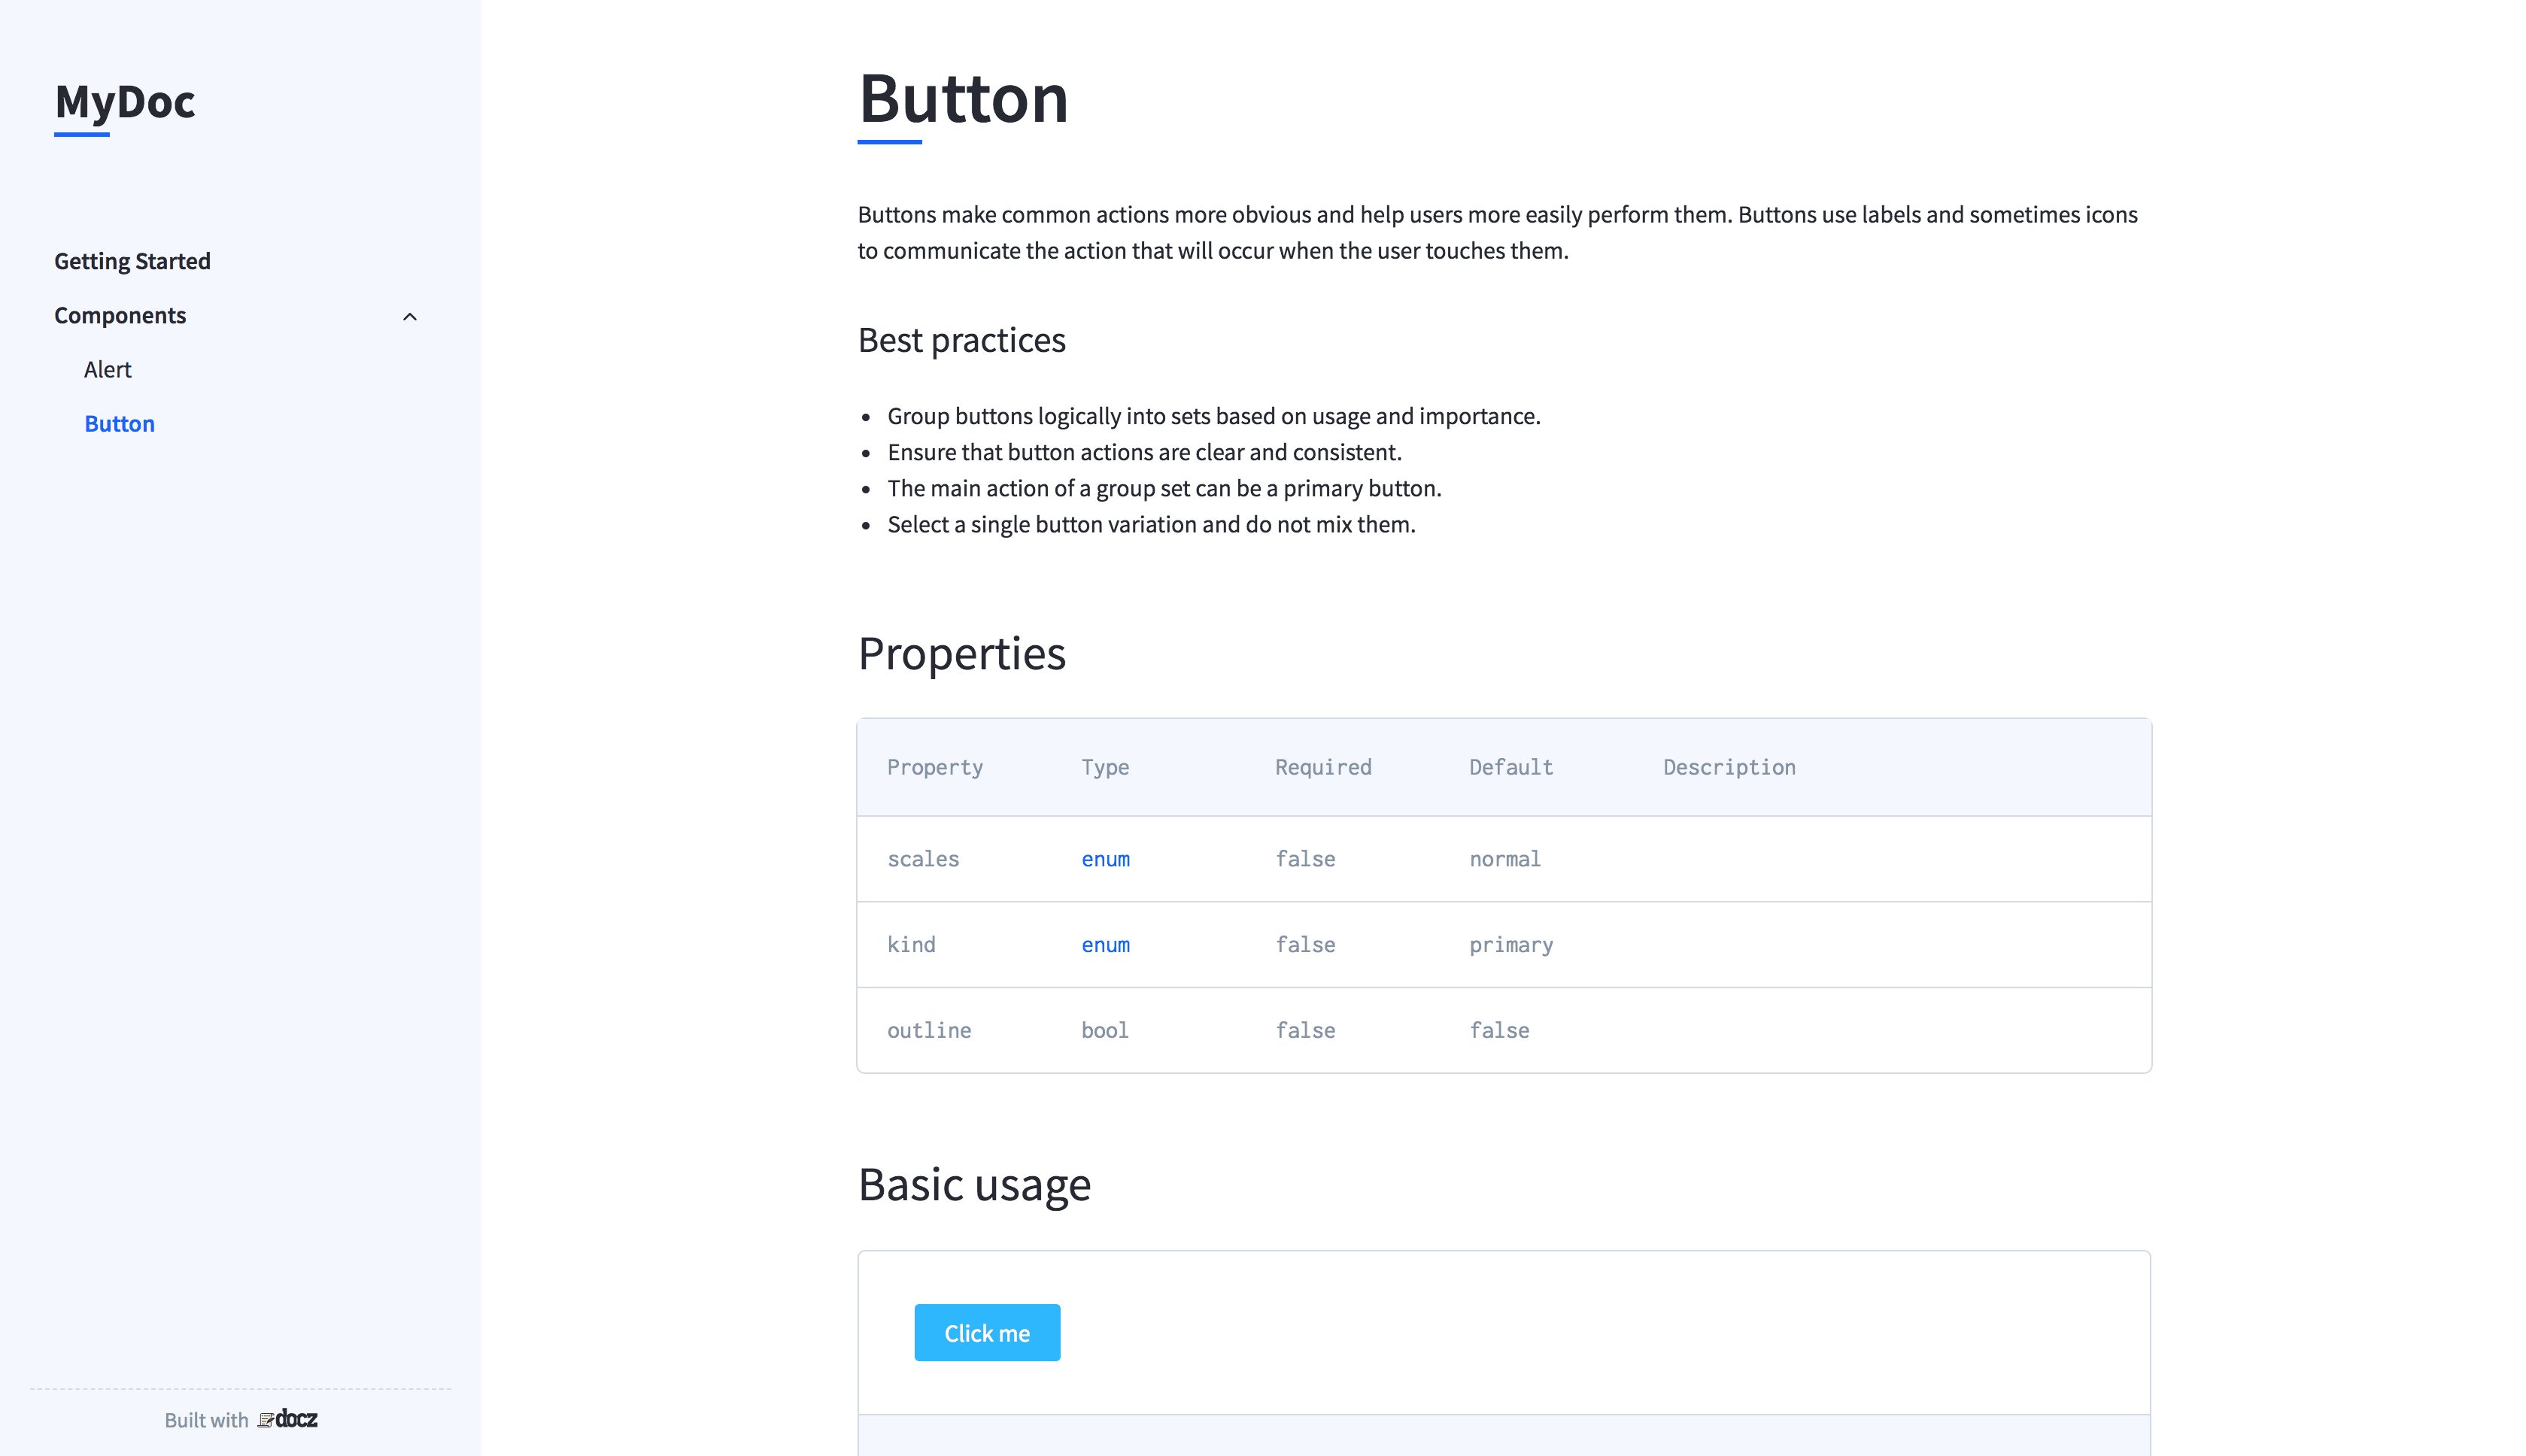 MyDoc
Getting Started
Components
Alert
Button
Built with docz
Button
Buttons make common actions more obvious and help users more easily perform them. Buttons use labels and sometimes icons
to communicate the action that will occur when the user touches them.
Best practices
• Group buttons logically into sets based on usage and importance.
• Ensure that button actions are clear and consistent.
• The main action of a group set can be a primary button.
• Select a single button variation and do not mix them.
Properties
Property Type Required Default Description
scales enum false normal
kind enum false primary
outline bool false false
Basic usage
Click me